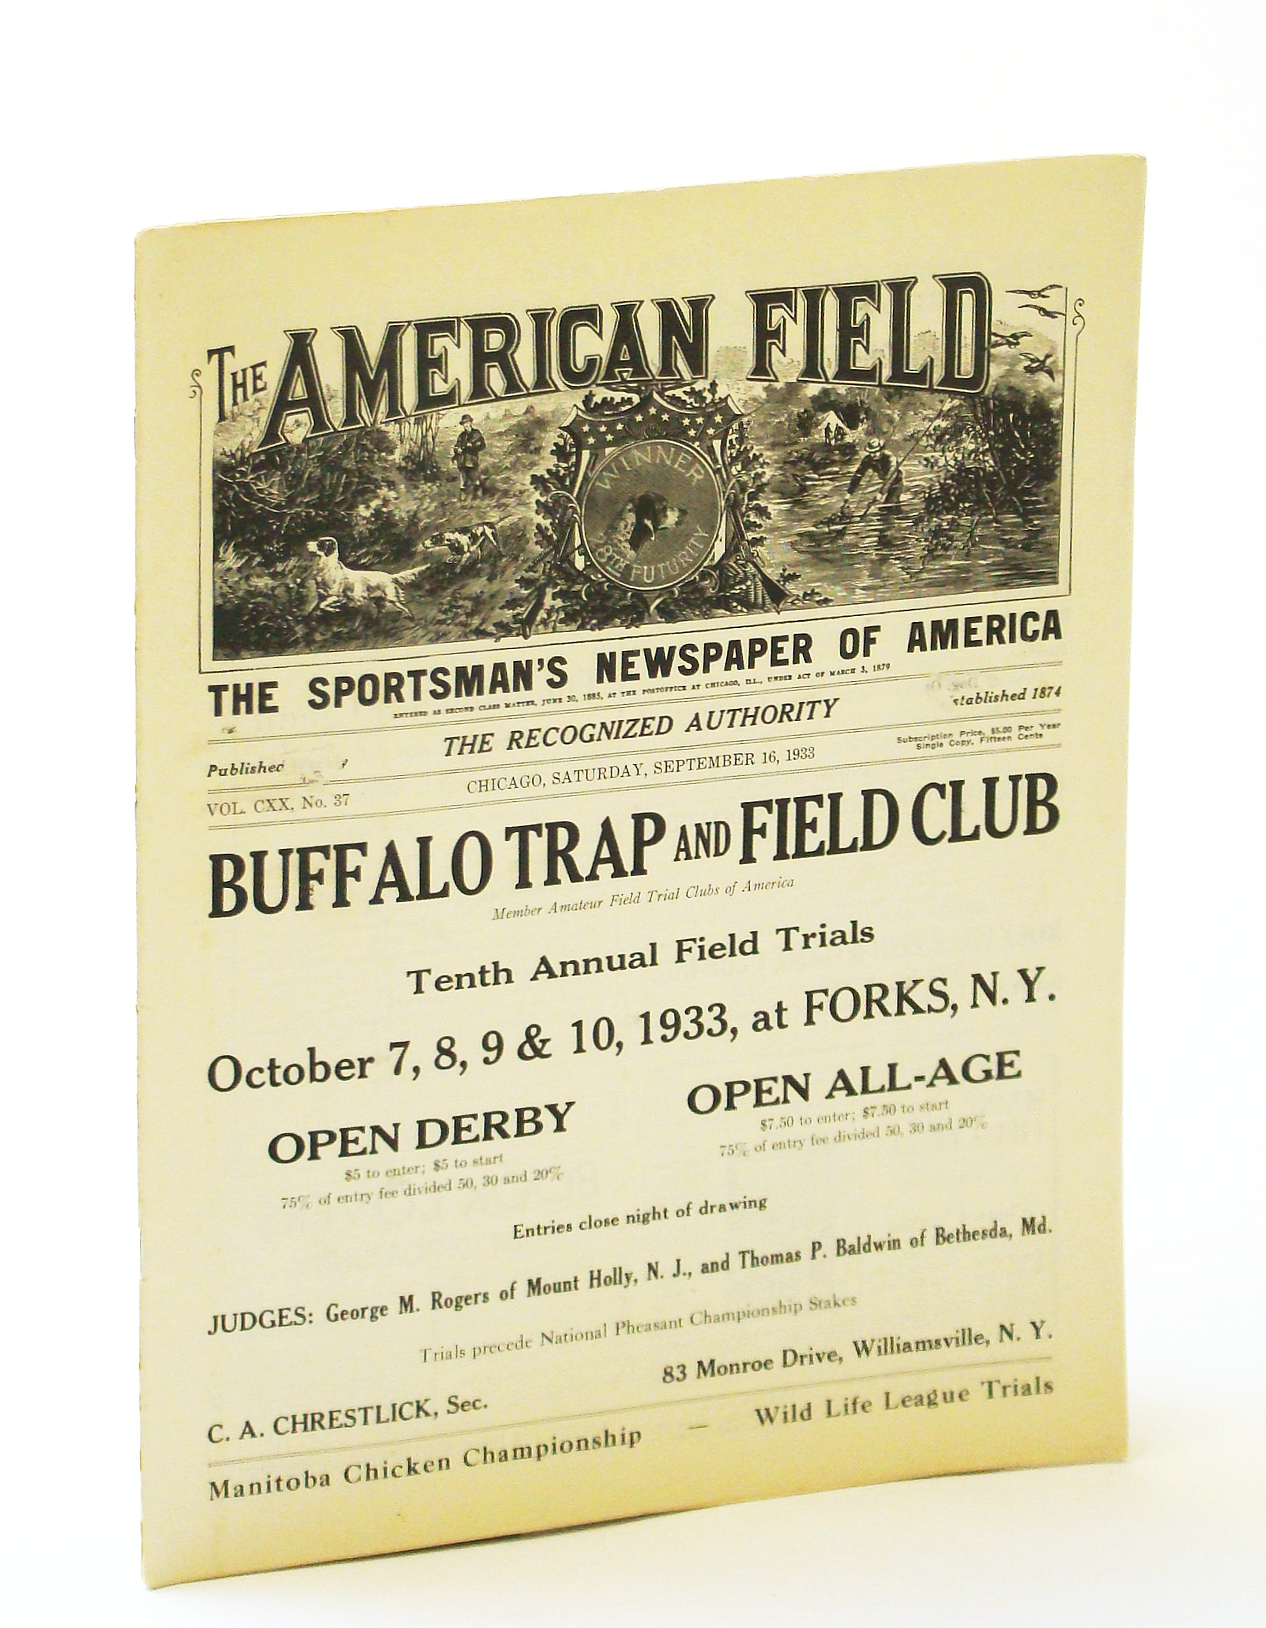 THE AMERICAN FIELD
WINNER
8TH FUTURITY
THE SPORTSMAN'S NEWSPAPER OF AMERICA
ENTERED AS SECOND CLASS MATTER, JUNE 30, 1885, AT THE POSTOFFICE AT CHICAGO, ILL., UNDER ACT OF MARCH 3, 1879
Published
THE RECOGNIZED AUTHORITY
stablished 1874
VOL. CXX, No. 37
CHICAGO, SATURDAY, SEPTEMBER 16, 1933
Subscription Price, $5.00 Per Year
Single Copy, Fifteen Cents
BUFFALO TRAP AND FIELD CLUB
Member Amateur Field Trial Clubs of America
Tenth Annual Field Trials
October 7, 8, 9 & 10, 1933, at FORKS, N. Y.
OPEN DERBY
$5 to enter; $5 to start
75% of entry fee divided 50, 30 and 20%
OPEN ALL-AGE
$7.50 to enter; $7.50 to start
75% of entry fee divided 50, 30 and 20%
Entries close night of drawing
JUDGES: George M. Rogers of Mount Holly, N. J., and Thomas P. Baldwin of Bethesda, Md.
Trials precede National Pheasant Championship Stakes
C. A. CHRESTLICK, Sec.
83 Monroe Drive, Williamsville, N. Y.
Manitoba Chicken Championship — Wild Life League Trials